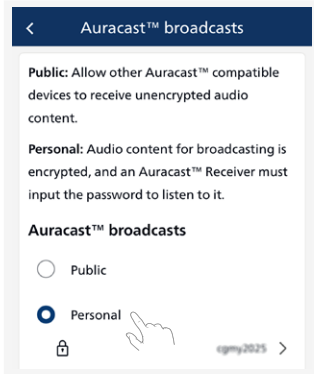 Auracast™ broadcasts
Public: Allow other Auracast™ compatible
devices to receive unencrypted audio
content.
Personal: Audio content for broadcasting is
encrypted, and an Auracast™ Receiver must
input the password to listen to it.
Auracast™ broadcasts
Public
Personal